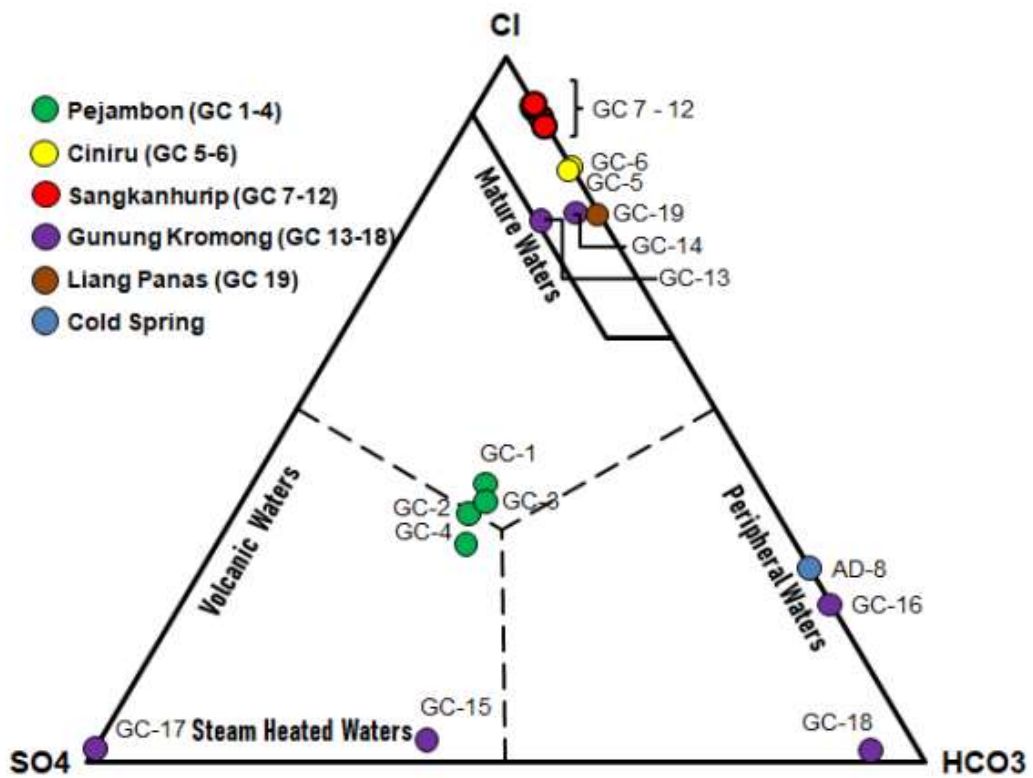 Cl
Pejambon (GC 1-4)
Ciniru (GC 5-6)
Sangkanhurip (GC 7-12)
Gunung Kromong (GC 13-18)
Liang Panas (GC 19)
Cold Spring
GC 7 - 12
GC-6
GC-5
GC-19
GC-14
GC-13
Mature Waters
GC-1
GC-2
GC-3
GC-4
Volcanic Waters
Peripheral Waters
AD-8
GC-16
GC-17
Steam Heated Waters
GC-15
GC-18
SO4
HCO3